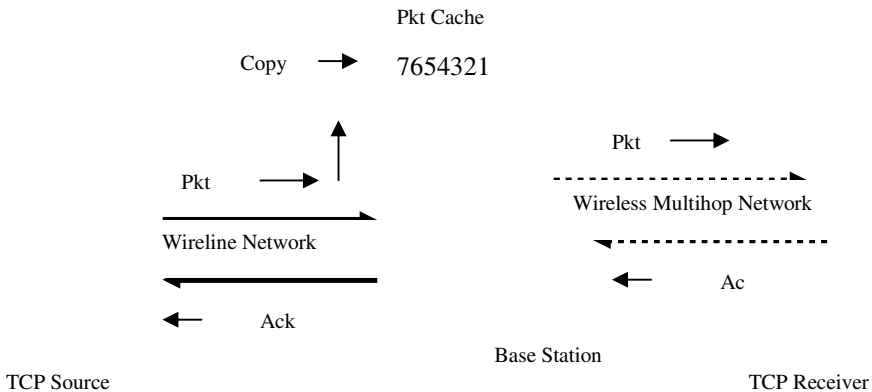 Pkt Cache
Copy 7654321
Pkt
Pkt
Wireless Multihop Network
Wireline Network
Ac
Ack
Base Station
TCP Source TCP Receiver